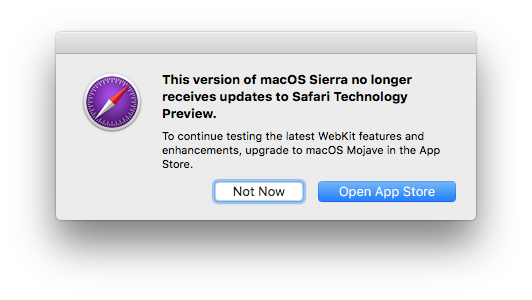 This version of macOS Sierra no longer
receives updates to Safari Technology
Preview.
To continue testing the latest WebKit features and
enhancements, upgrade to macOS Mojave in the App
Store.
Not Now
Open App Store